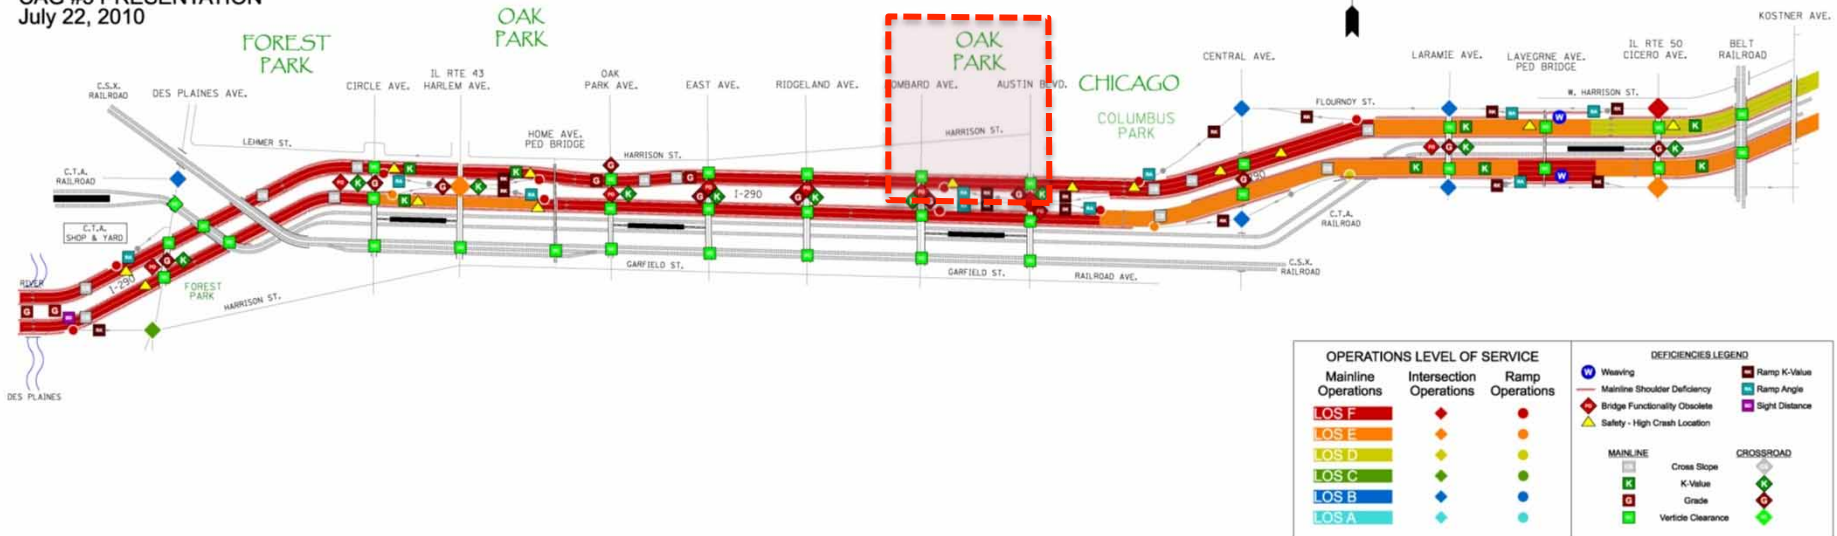 July 22, 2010
FOREST
PARK
OAK
PARK
OAK
PARK
CHICAGO
COLUMBUS
PARK
KOSTNER AVE.
C.S.X.
RAILROAD
DES PLAINES AVE.
CIRCLE AVE.
IL RTE 43
HARLEM AVE.
OAK
PARK AVE.
EAST AVE.
RIDGELAND AVE.
OMBARD AVE.
AUSTIN BLVD.
CENTRAL AVE.
LARAMIE AVE.
LAVERGNE AVE.
PED BRIDGE
IL RTE 50
CICERO AVE.
BELT
RAILROAD
W. HARRISON ST.
FLOURNOY ST.
LEHMER ST.
HOME AVE.
PED BRIDGE
HARRISON ST.
HARRISON ST.
C.T.A.
RAILROAD
C.T.A.
SHOP & YARD
I-290
I-290
RIVER
FOREST
PARK
HARRISON ST.
GARFIELD ST.
GARFIELD ST.
RAILROAD AVE.
C.S.X.
RAILROAD
C.T.A.
RAILROAD
DES PLAINES
OPERATIONS LEVEL OF SERVICE
Mainline
Operations
Intersection
Operations
Ramp
Operations
LOS F
LOS E
LOS D
LOS C
LOS B
LOS A
DEFICIENCIES LEGEND
W Weaving
Mainline Shoulder Deficiency
Bridge Functionality Obsolete
Safety - High Crash Location
Ramp K-Value
Ramp Angle
Sight Distance
MAINLINE
CROSSROAD
Cross Slope
K K-Value K
G Grade G
Verticle Clearance